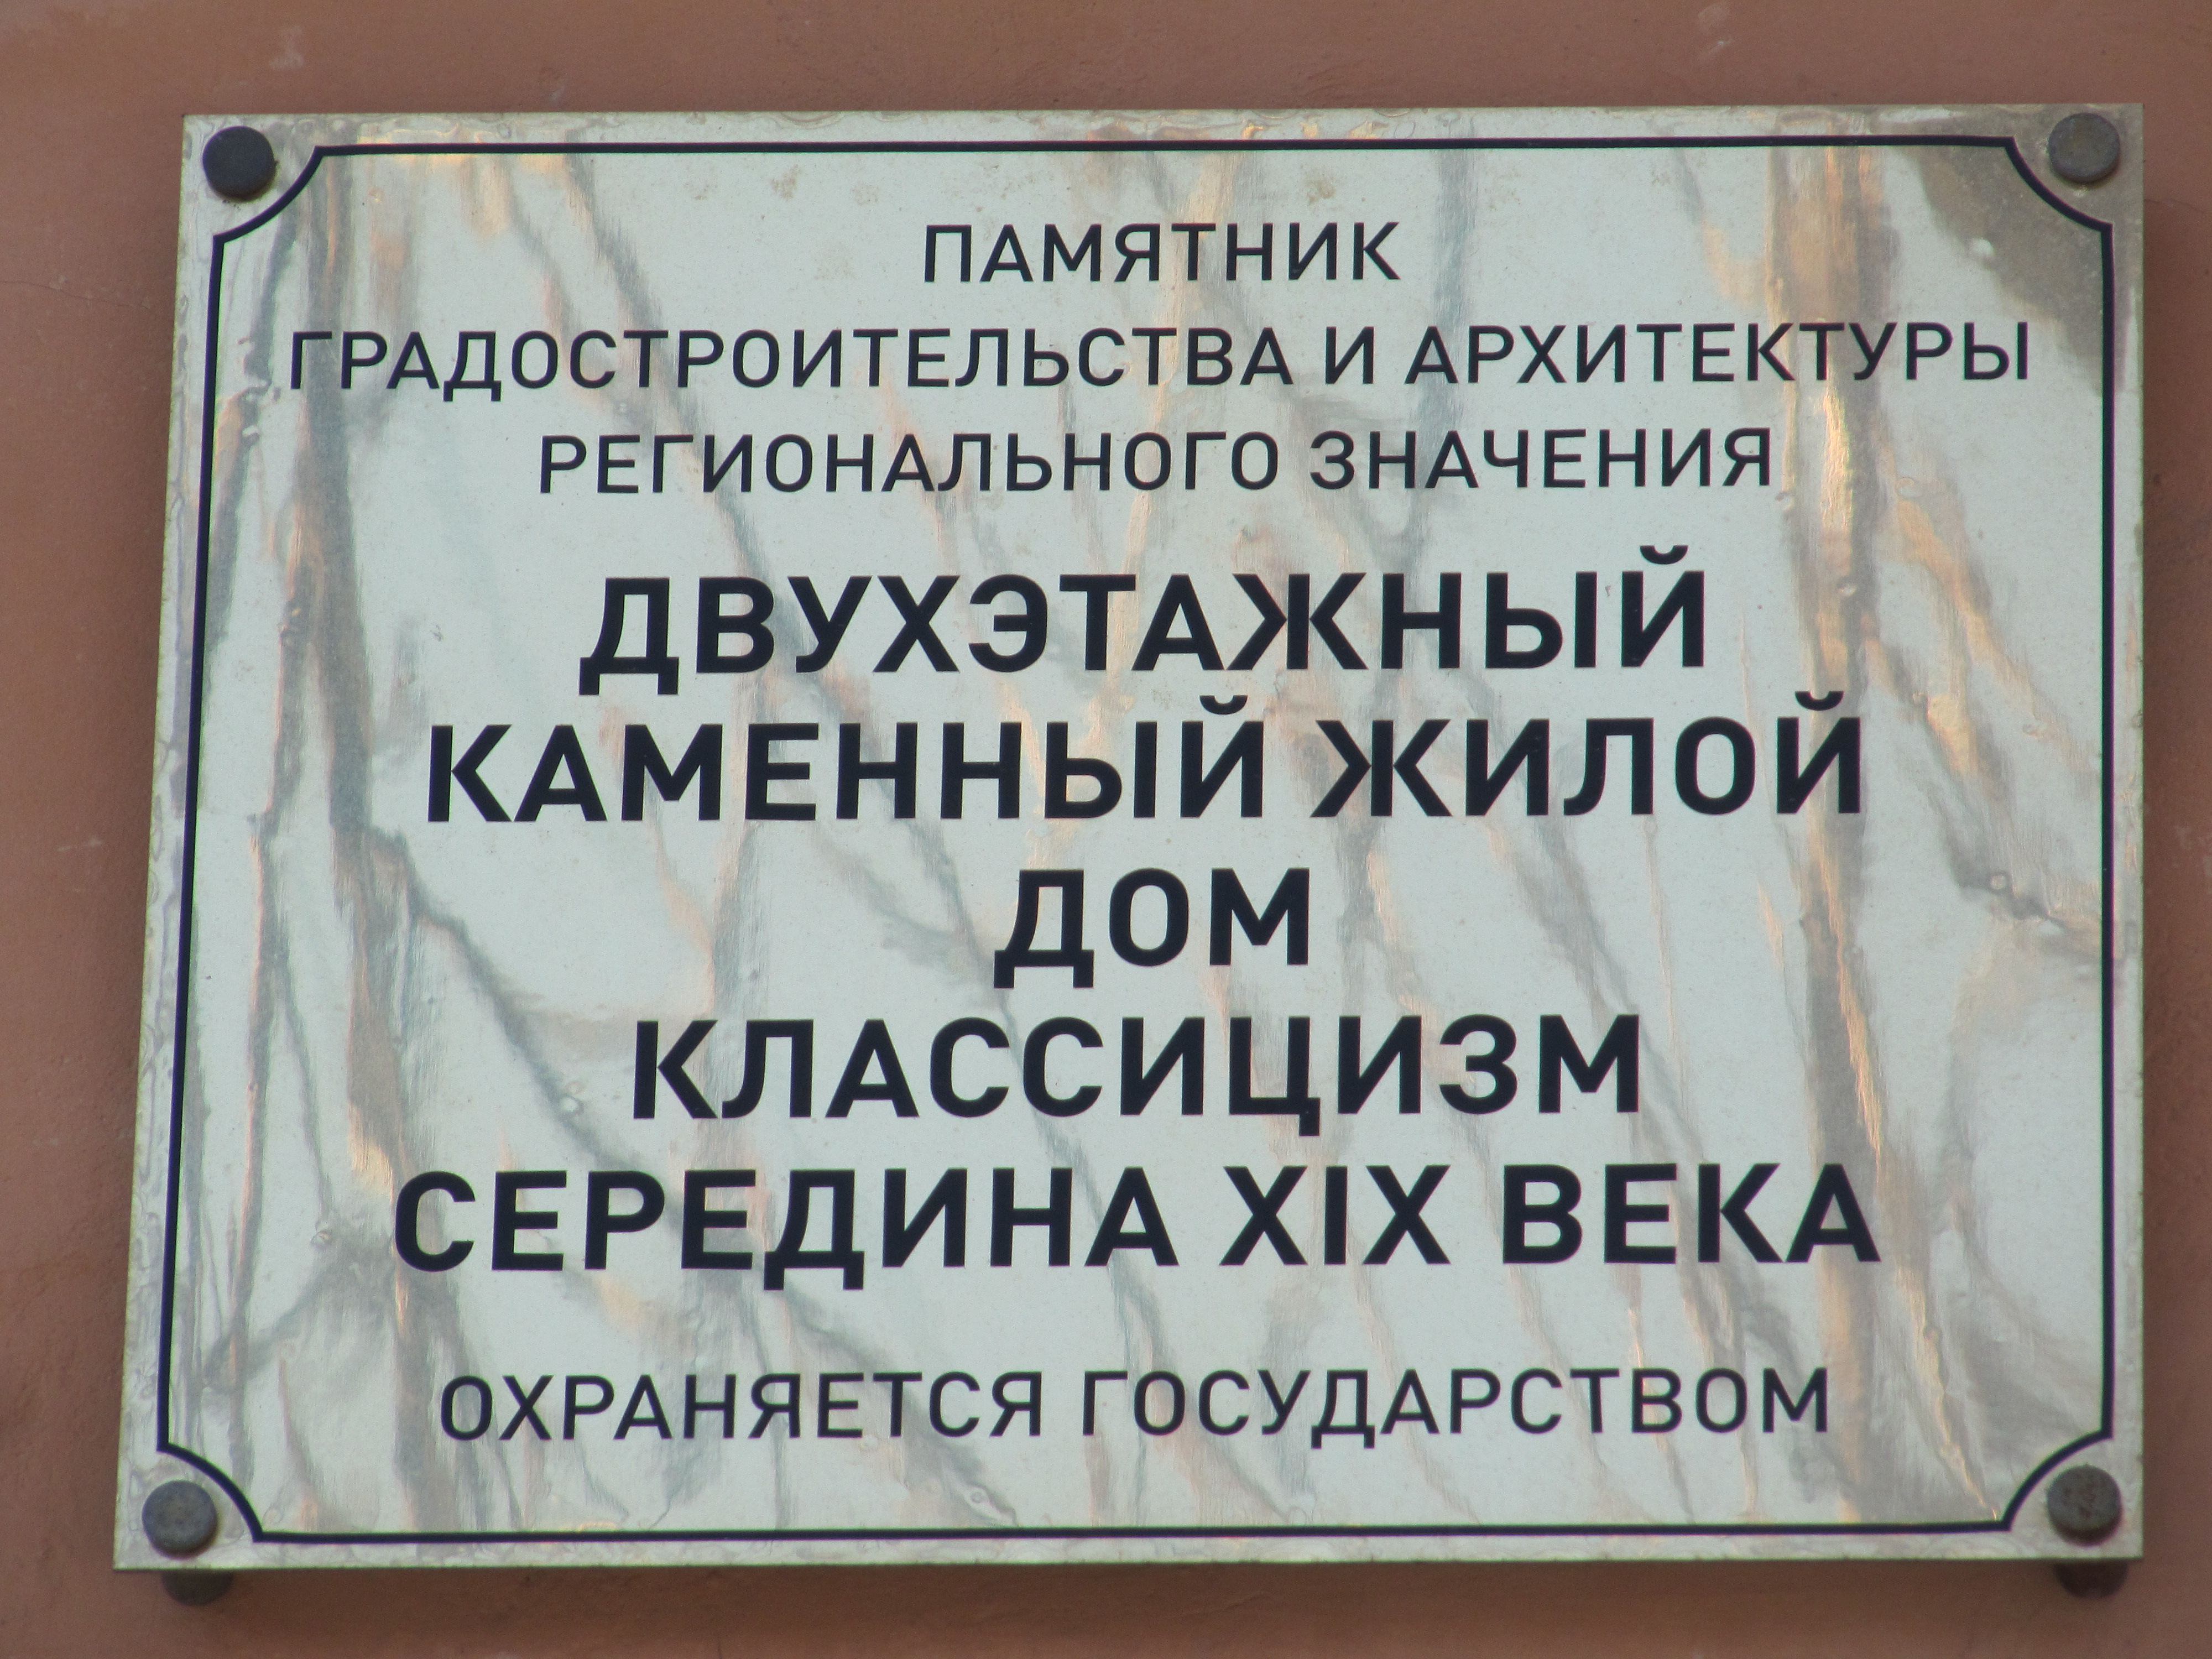 ПАМЯТНИК
ГРАДОСТРОИТЕЛЬСТВА И АРХИТЕКТУРЫ
РЕГИОНАЛЬНОГО ЗНАЧЕНИЯ
ДВУХЭТАЖНЫЙ
КАМЕННЫЙ ЖИЛОЙ
ДОМ
КЛАССИЦИЗМ
СЕРЕДИНА XIX ВЕКА
ОХРАНЯЕТСЯ ГОСУДАРСТВОМ